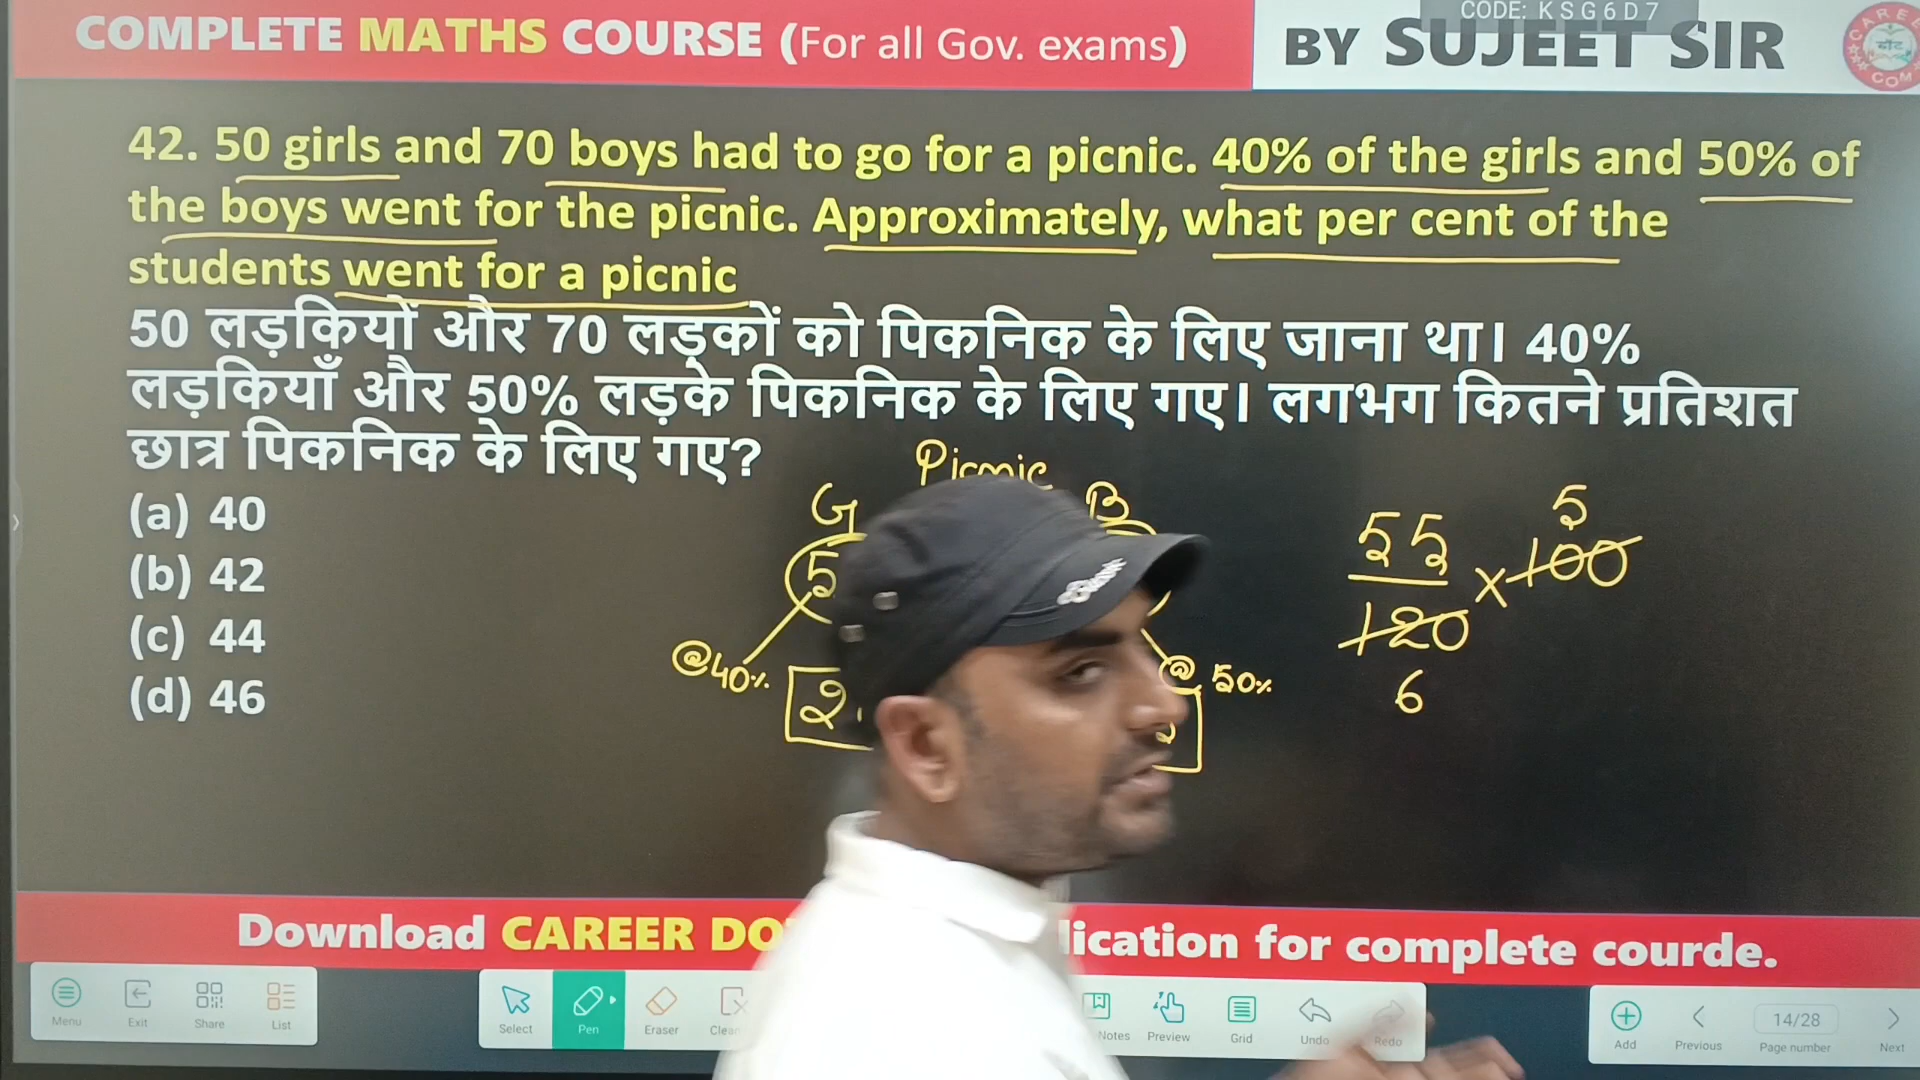 COMPLETE MATHS COURSE (For all Gov. exams)
BY SUJEET SIR
CODE: KSG6D7
42. 50 girls and 70 boys had to go for a picnic. 40% of the girls and 50% of
the boys went for the picnic. Approximately, what per cent of the
students went for a picnic
50 लड़कियों और 70 लड़कों को पिकनिक के लिए जाना था। 40%
लड़कियाँ और 50% लड़के पिकनिक के लिए गए। लगभग कितने प्रतिशत
छात्र पिकनिक के लिए गए?
(a) 40
(b) 42
(c) 44
(d) 46
Picnic
G B
5
@40%
2
@ 50%
55
120
6
× 100
5
Download CAREER DO lication for complete courde.
Menu Exit Share List
Select Pen Eraser Clea
Notes Preview Grid Undo Redo
Add Previous 14/28 Page number Next